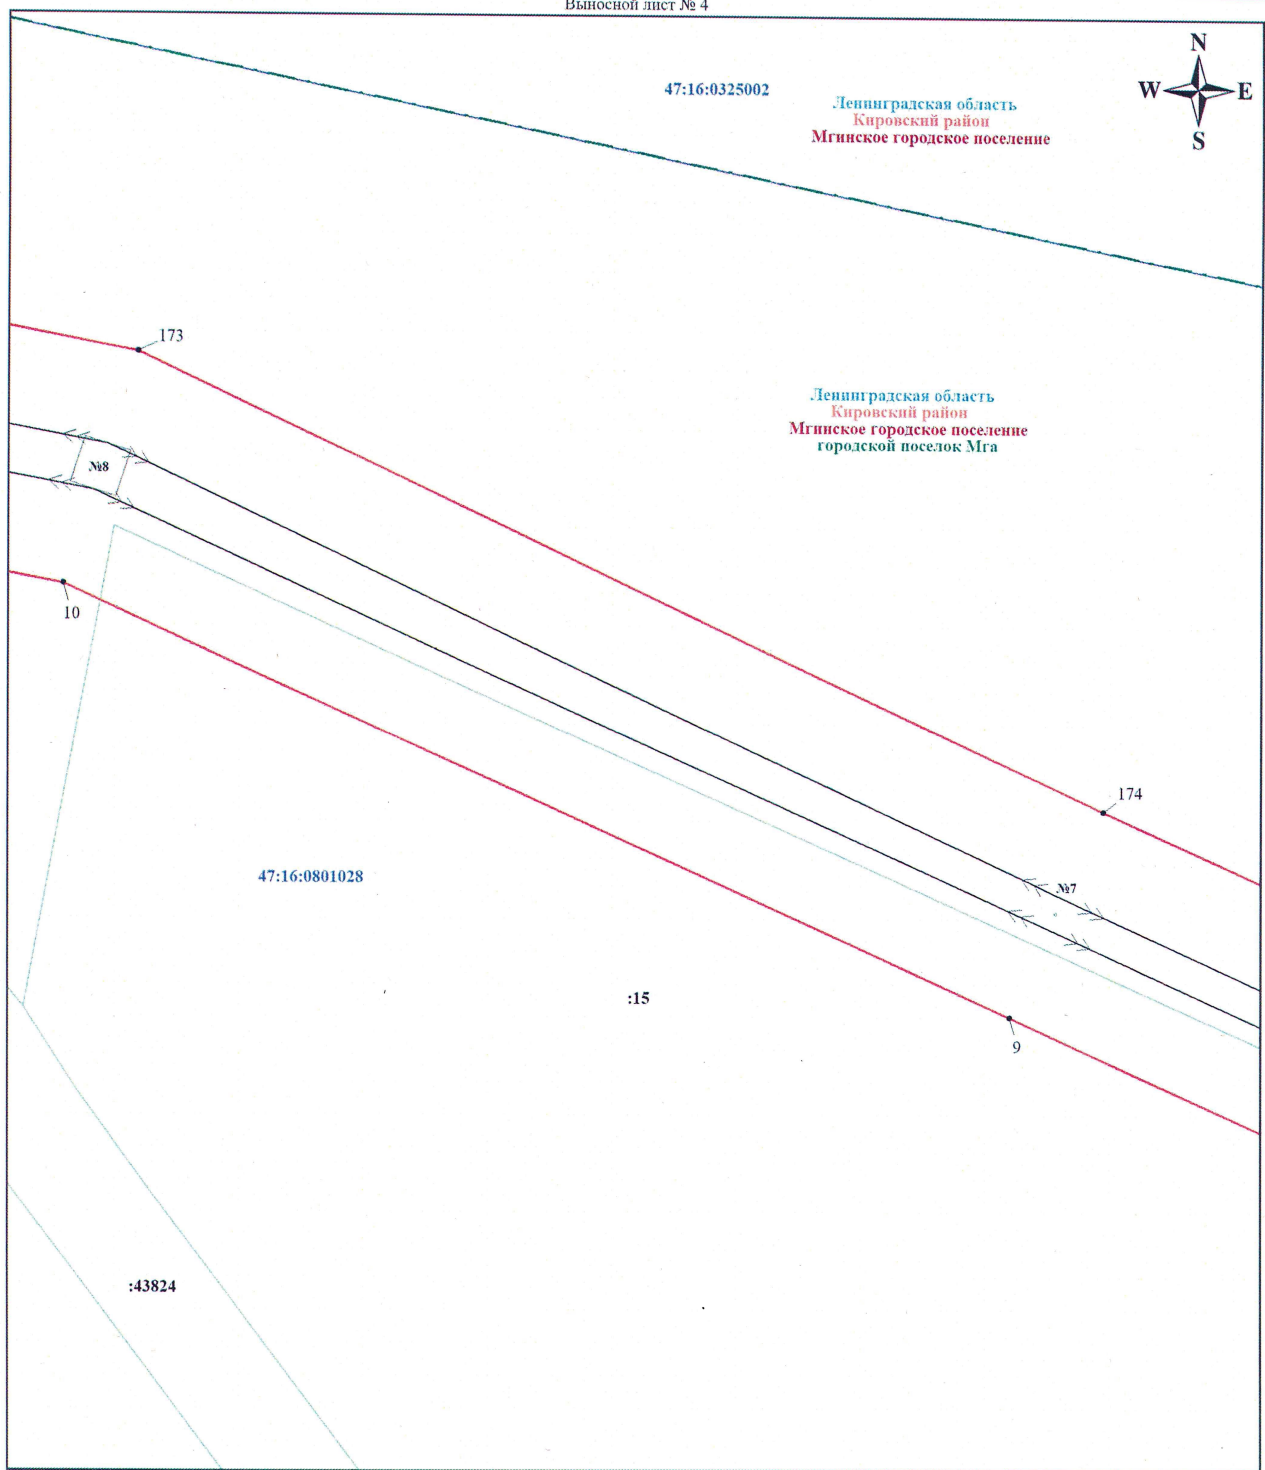 Выносной лист № 4
N
W E
S
47:16:0325002
Ленинградская область
Кировский район
Мгинское городское поселение
173
Ленинградская область
Кировский район
Мгинское городское поселение
городской поселок Мга
№8
10
174
47:16:0801028
№7
:15
9
:43824